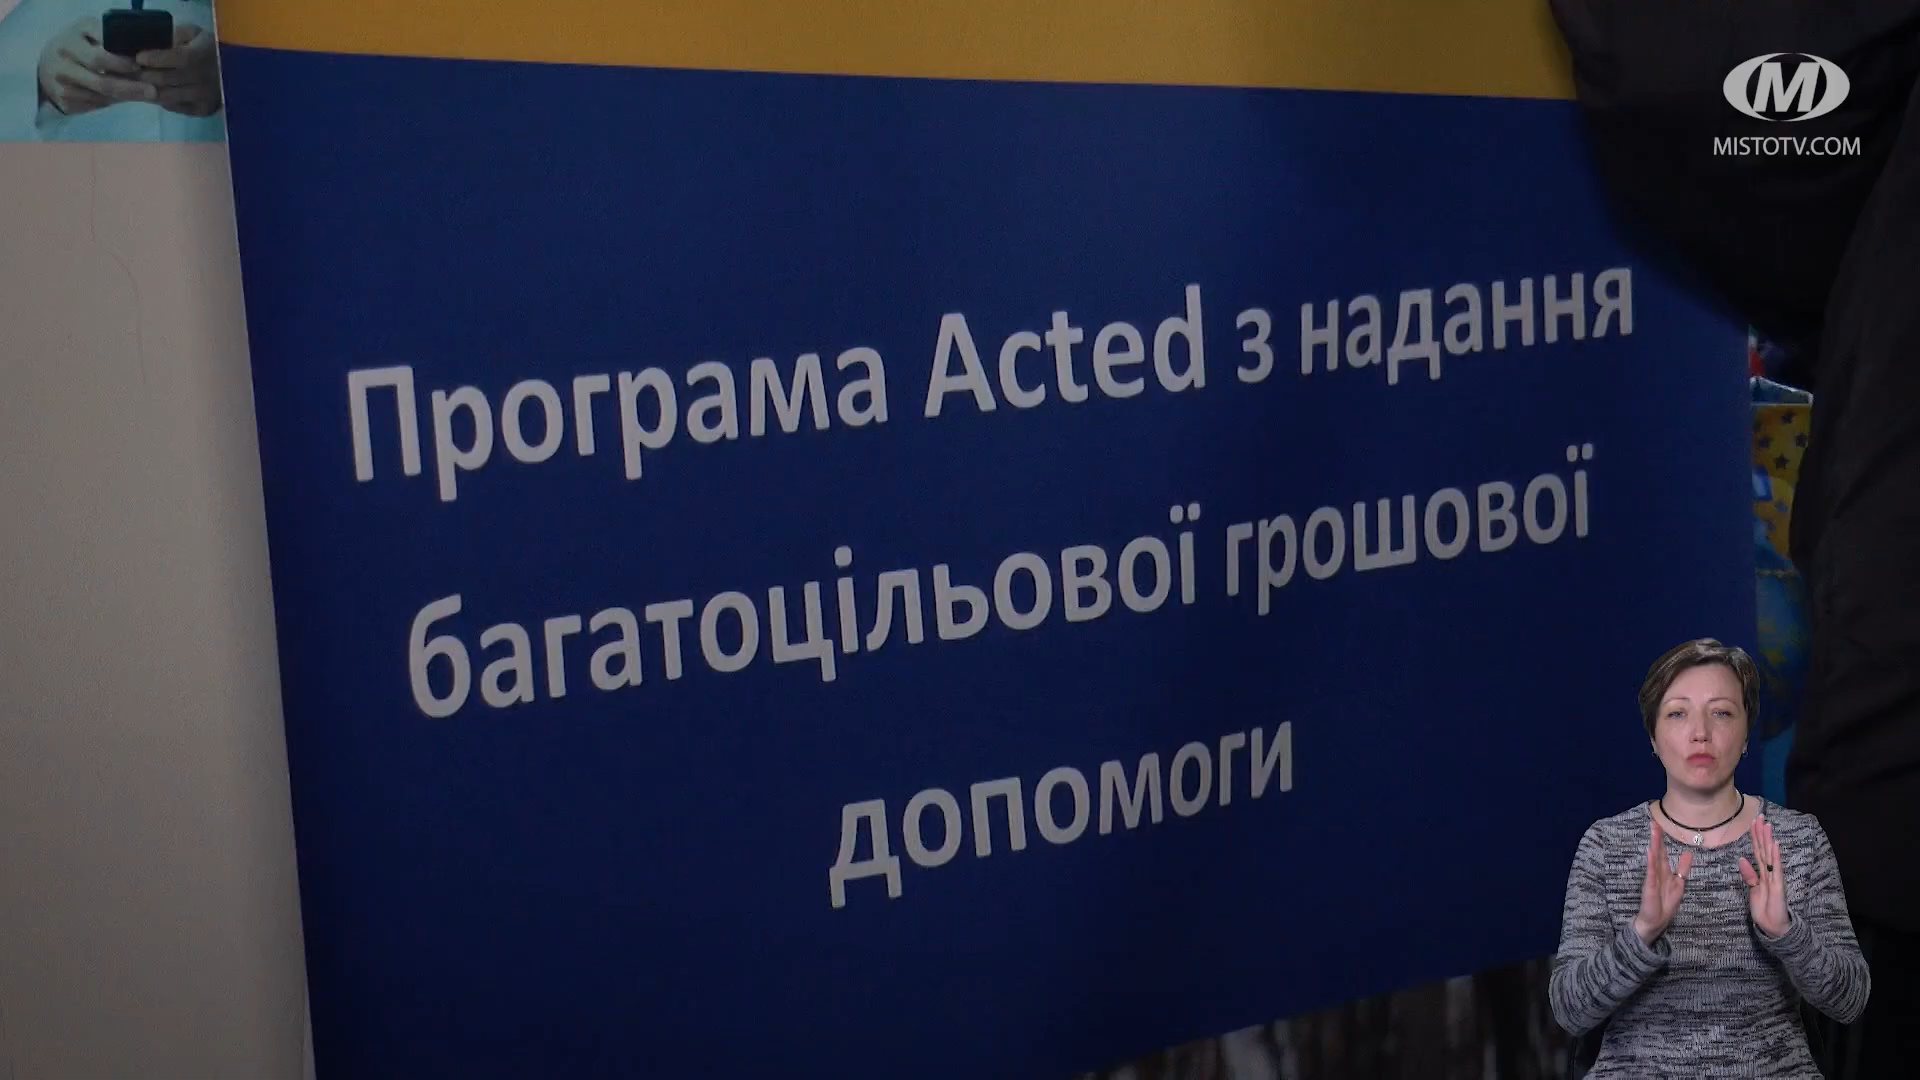 M
MISTOTV.COM
Програма Acted з надання
багатоцільової грошової
допомоги